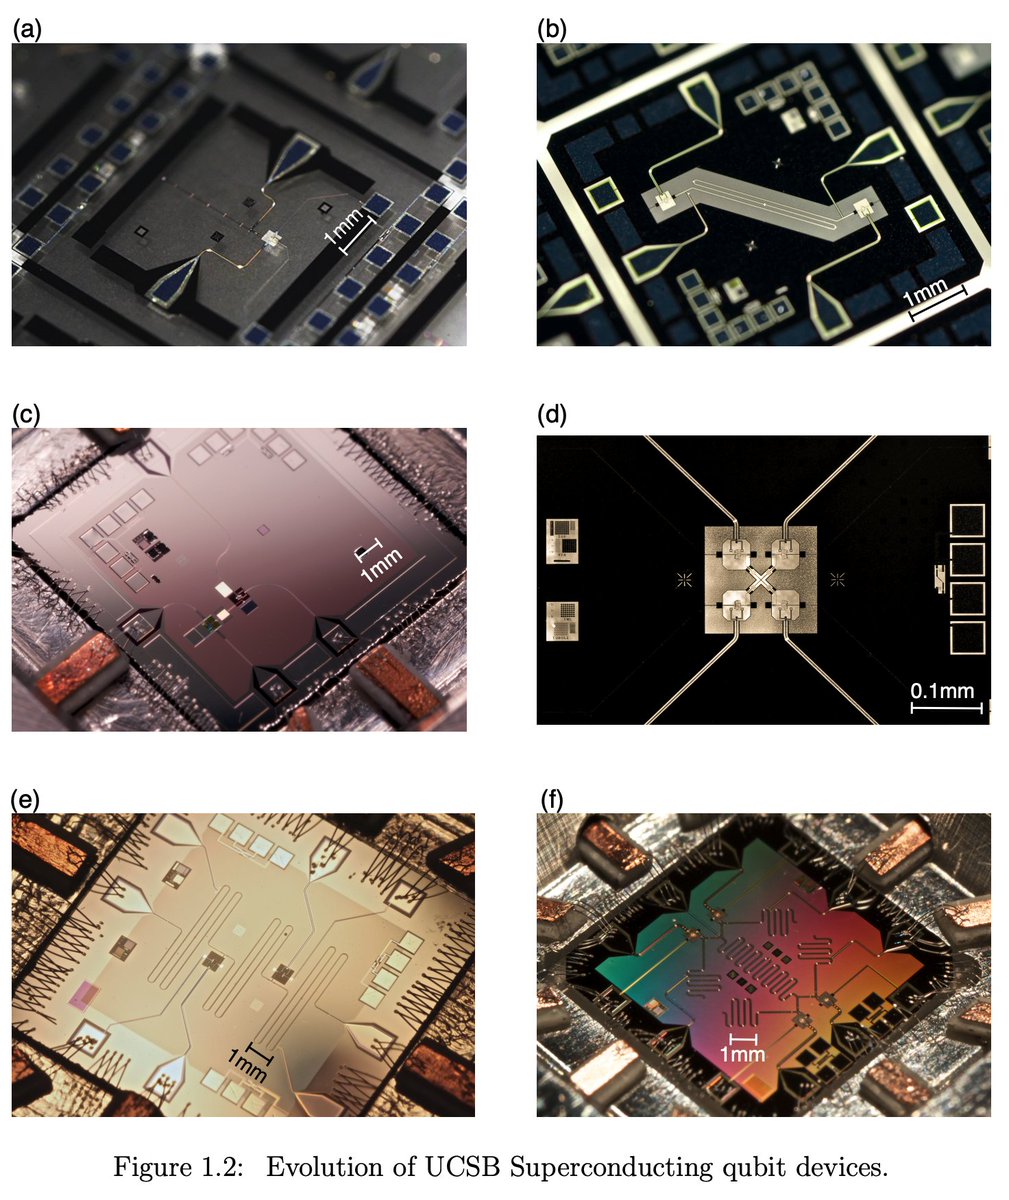 (a)
(b)
1mm
1mm
(c)
(d)
1mm
0.1mm
(e)
(f)
1mm
1mm
Figure 1.2: Evolution of UCSB Superconducting qubit devices.